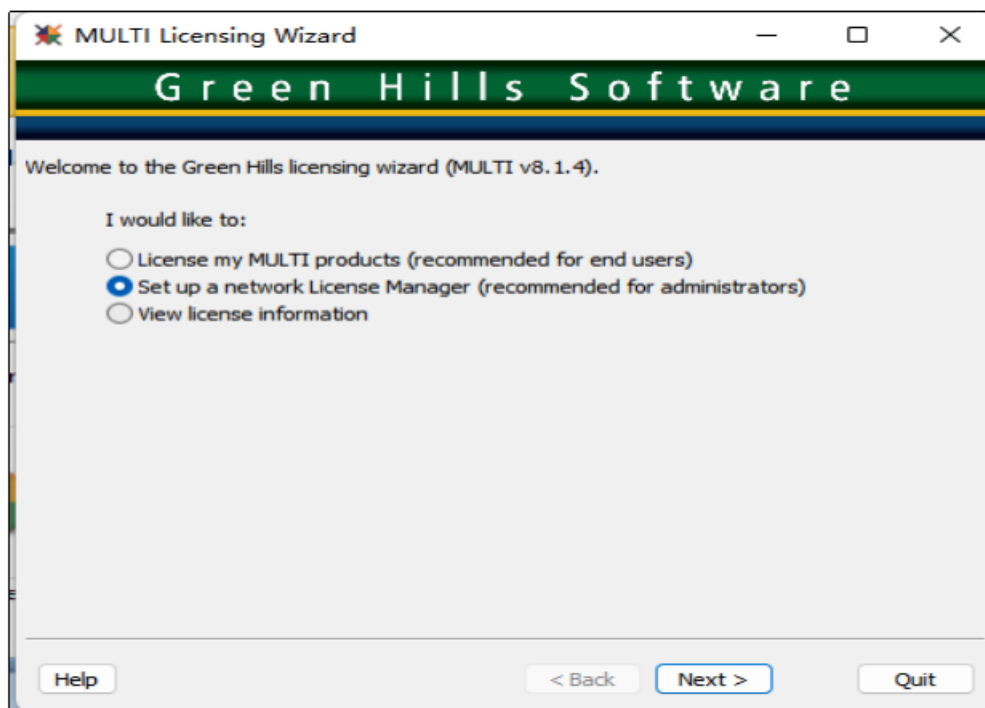 MULTI Licensing Wizard
Green Hills Software
Welcome to the Green Hills licensing wizard (MULTI v8.1.4).
I would like to:
License my MULTI products (recommended for end users)
Set up a network License Manager (recommended for administrators)
View license information
Help
< Back
Next >
Quit